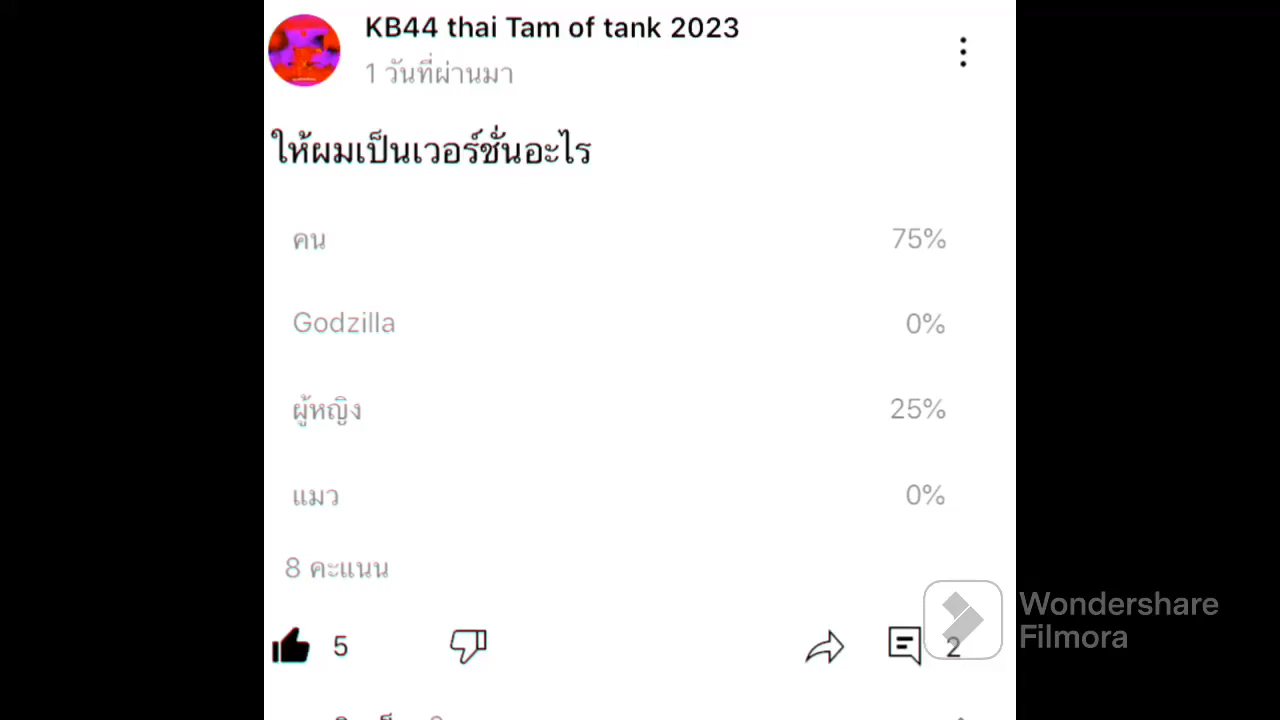 KB44 thai Tam of tank 2023
1 วันที่ผ่านมา
ให้ผมเป็นเวอร์ชั่นอะไร
คน 75%
Godzilla 0%
ผู้หญิง 25%
แมว 0%
8 คะแนน
5 2
Wondershare
Filmora